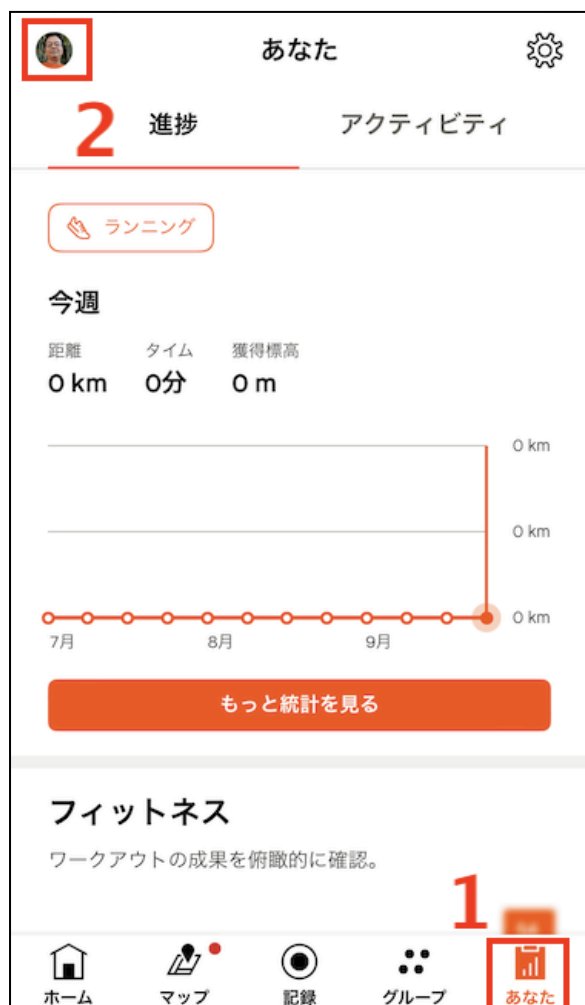 あなた
2
進捗
アクティビティ
ランニング
今週
距離
タイム
獲得標高
0 km
0分
0 m
0 km
0 km
0 km
7月
8月
9月
もっと統計を見る
フィットネス
ワークアウトの成果を俯瞰的に確認。
1
ホーム
マップ
記録
グループ
あなた